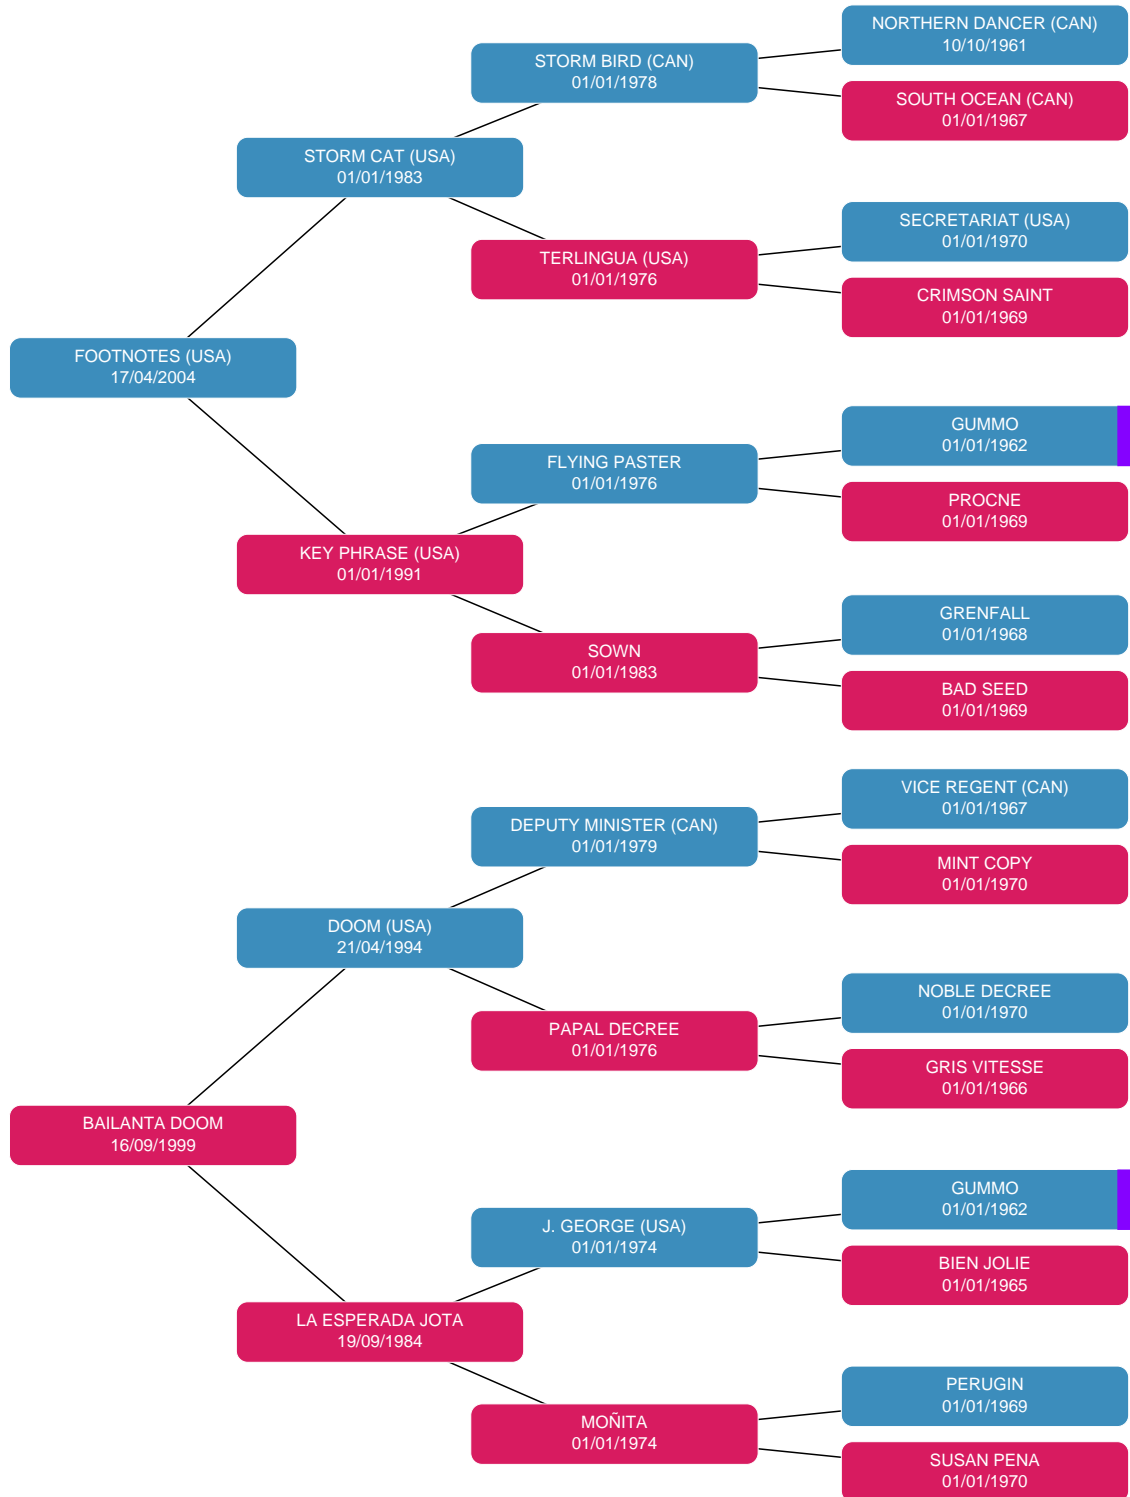 NORTHERN DANCER (CAN)
10/10/1961
STORM BIRD (CAN)
01/01/1978
SOUTH OCEAN (CAN)
01/01/1967
STORM CAT (USA)
01/01/1983
SECRETARIAT (USA)
01/01/1970
TERLINGUA (USA)
01/01/1976
CRIMSON SAINT
01/01/1969
FOOTNOTES (USA)
17/04/2004
GUMMO
01/01/1962
FLYING PASTER
01/01/1976
PROCNE
01/01/1969
KEY PHRASE (USA)
01/01/1991
GRENFALL
01/01/1968
SOWN
01/01/1983
BAD SEED
01/01/1969
VICE REGENT (CAN)
01/01/1967
DEPUTY MINISTER (CAN)
01/01/1979
MINT COPY
01/01/1970
DOOM (USA)
21/04/1994
NOBLE DECREE
01/01/1970
PAPAL DECREE
01/01/1976
GRIS VITESSE
01/01/1966
BAILANTA DOOM
16/09/1999
GUMMO
01/01/1962
J. GEORGE (USA)
01/01/1974
BIEN JOLIE
01/01/1965
LA ESPERADA JOTA
19/09/1984
PERUGIN
01/01/1969
MOÑITA
01/01/1974
SUSAN PENA
01/01/1970